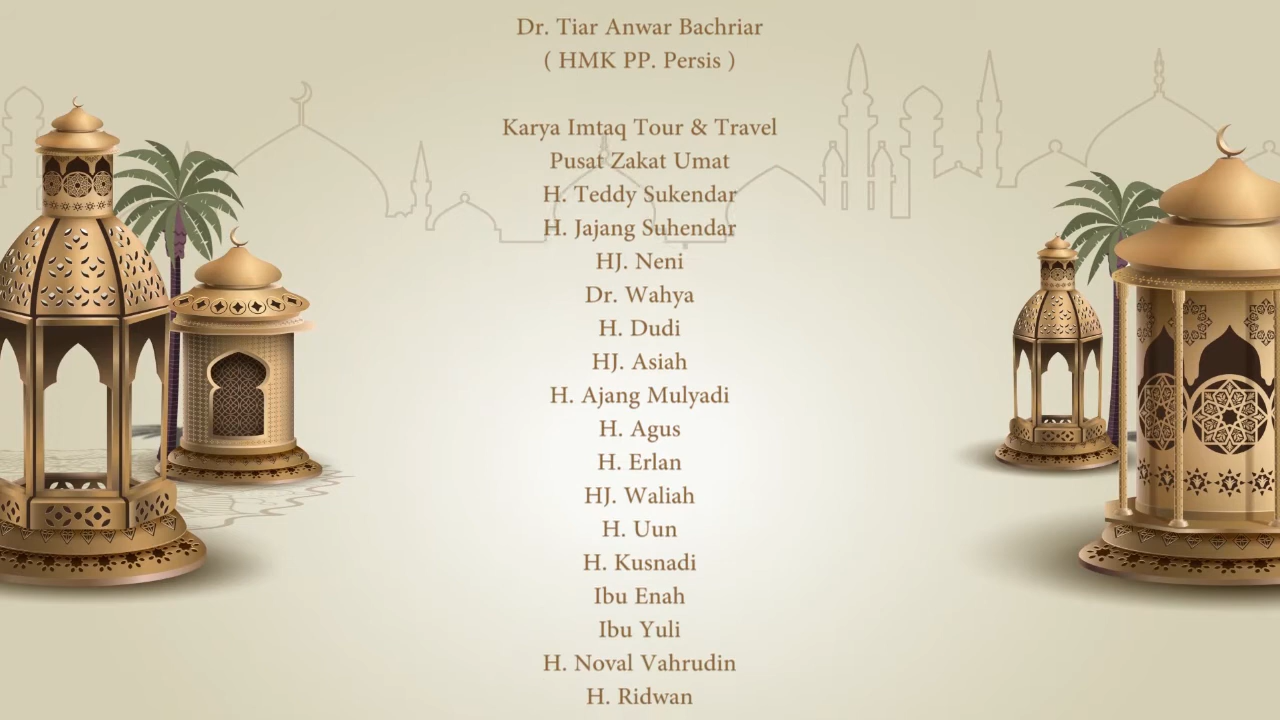 Dr. Tiar Anwar Bachriar
( HMK PP. Persis )
Karya Imtaq Tour & Travel
Pusat Zakat Umat
H. Teddy Sukendar
H. Jajang Suhendar
HJ. Neni
Dr. Wahya
H. Dudi
HJ. Asiah
H. Ajang Mulyadi
H. Agus
H. Erlan
HJ. Waliah
H. Uun
H. Kusnadi
Ibu Enah
Ibu Yuli
H. Noval Vahrudin
H. Ridwan